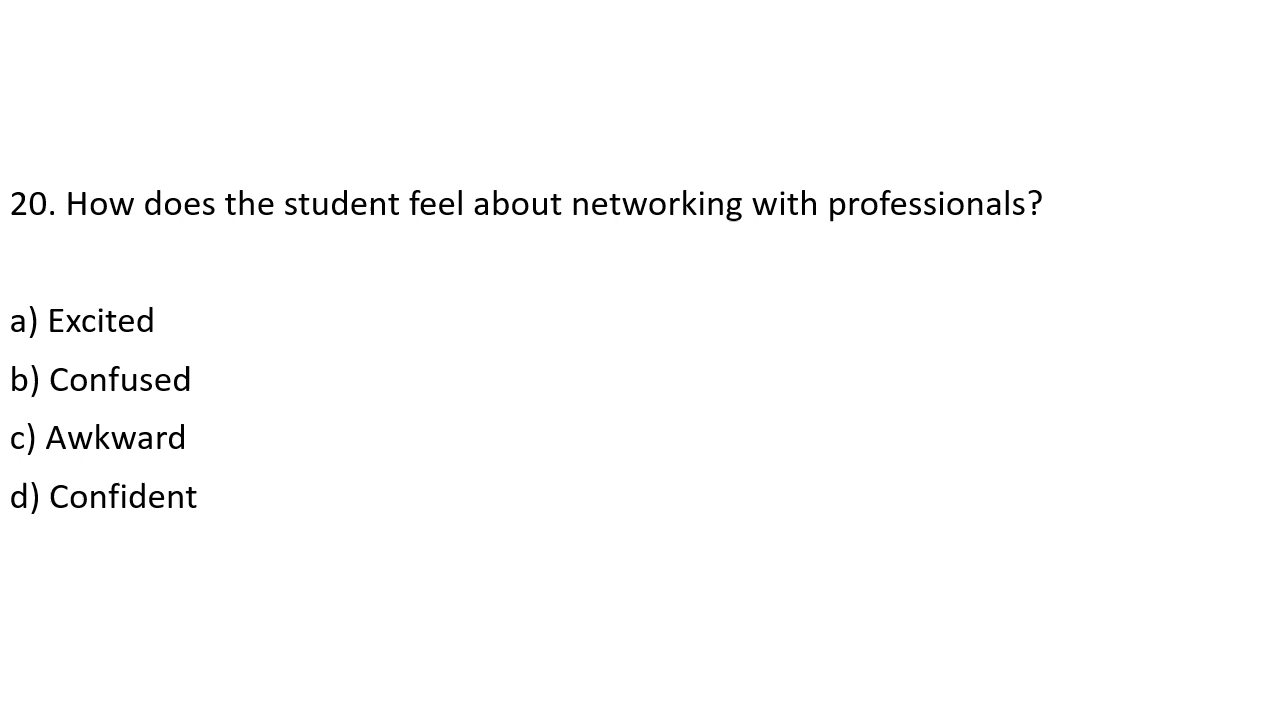 20. How does the student feel about networking with professionals?
a) Excited
b) Confused
c) Awkward
d) Confident